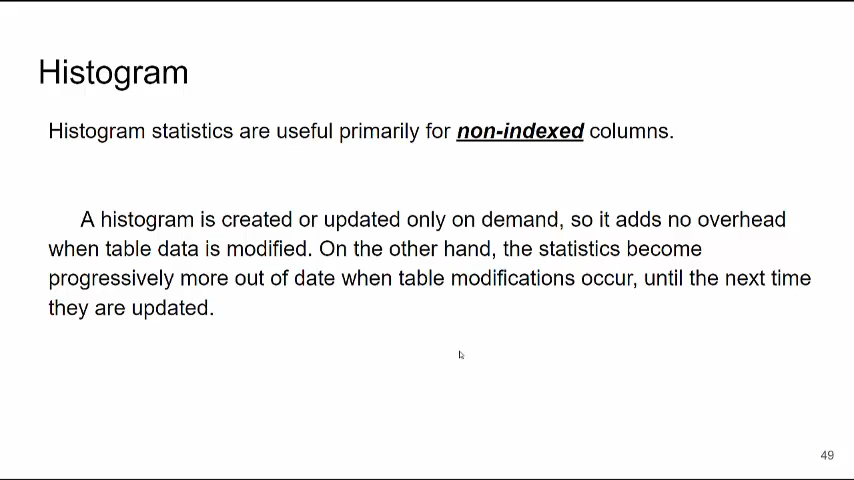 Histogram
Histogram statistics are useful primarily for non-indexed columns.
A histogram is created or updated only on demand, so it adds no overhead
when table data is modified. On the other hand, the statistics become
progressively more out of date when table modifications occur, until the next time
they are updated.
49